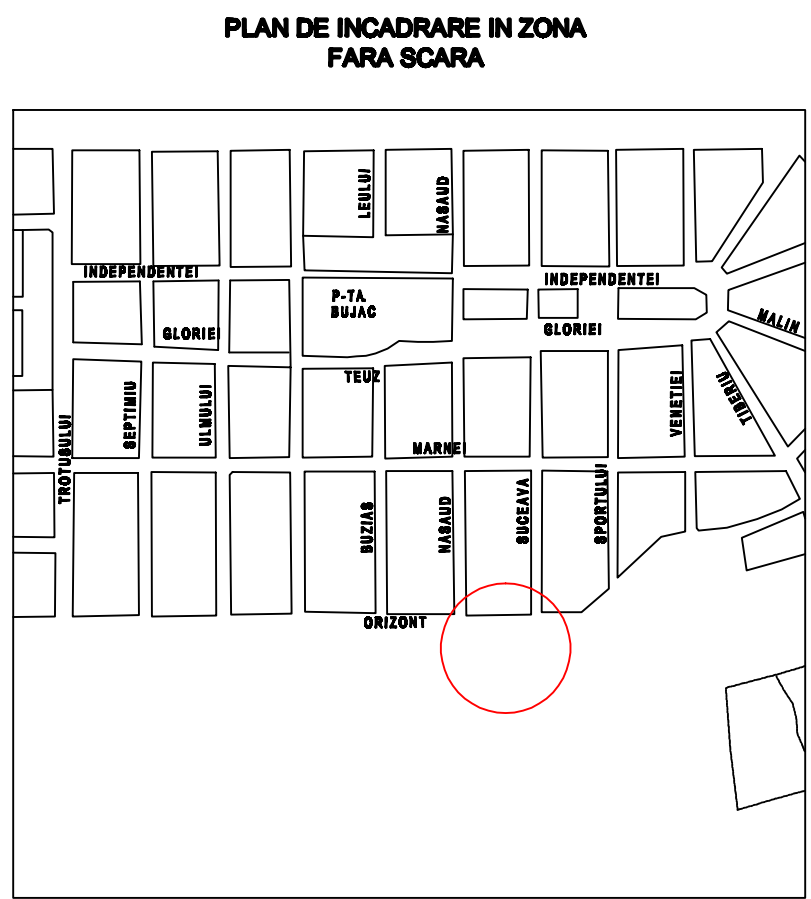 PLAN DE INCADRARE IN ZONA
FARA SCARA
LEULUI
NASAUD
INDEPENDENTEI
INDEPENDENTEI
P-TA
BUJAC
GLORIEI
GLORIEI
MALIN
TEUZ
TIBERIU
SEPTIMIU
ULMULUI
VENETIEI
TROTUSULUI
MARNEI
BUZIAS
NASAUD
SUCEAVA
SPORTULUI
ORIZONT